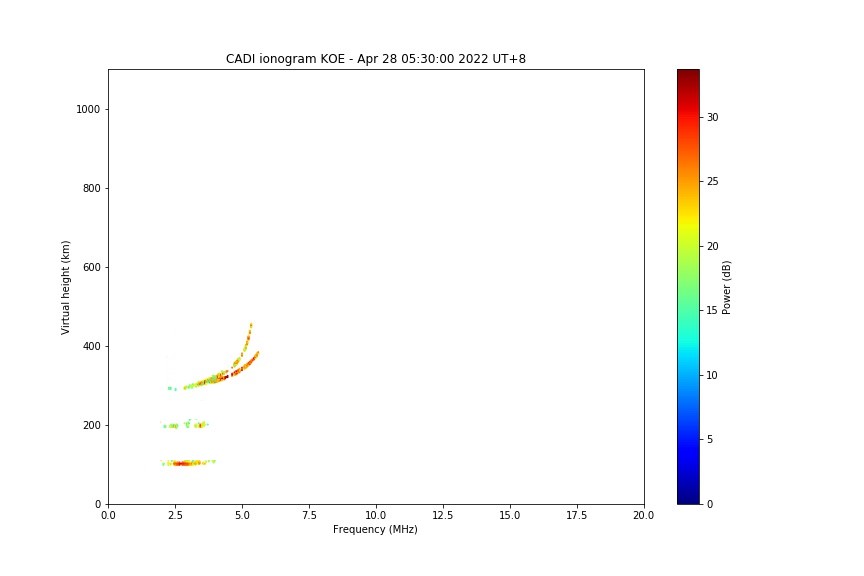 CADI ionogram KOE - Apr 28 05:30:00 2022 UT+8
1000
800
600
400
200
0
Virtual height (km)
0.0 2.5 5.0 7.5 10.0 12.5 15.0 17.5 20.0
Frequency (MHz)
30
25
20
15
10
5
0
Power (dB)